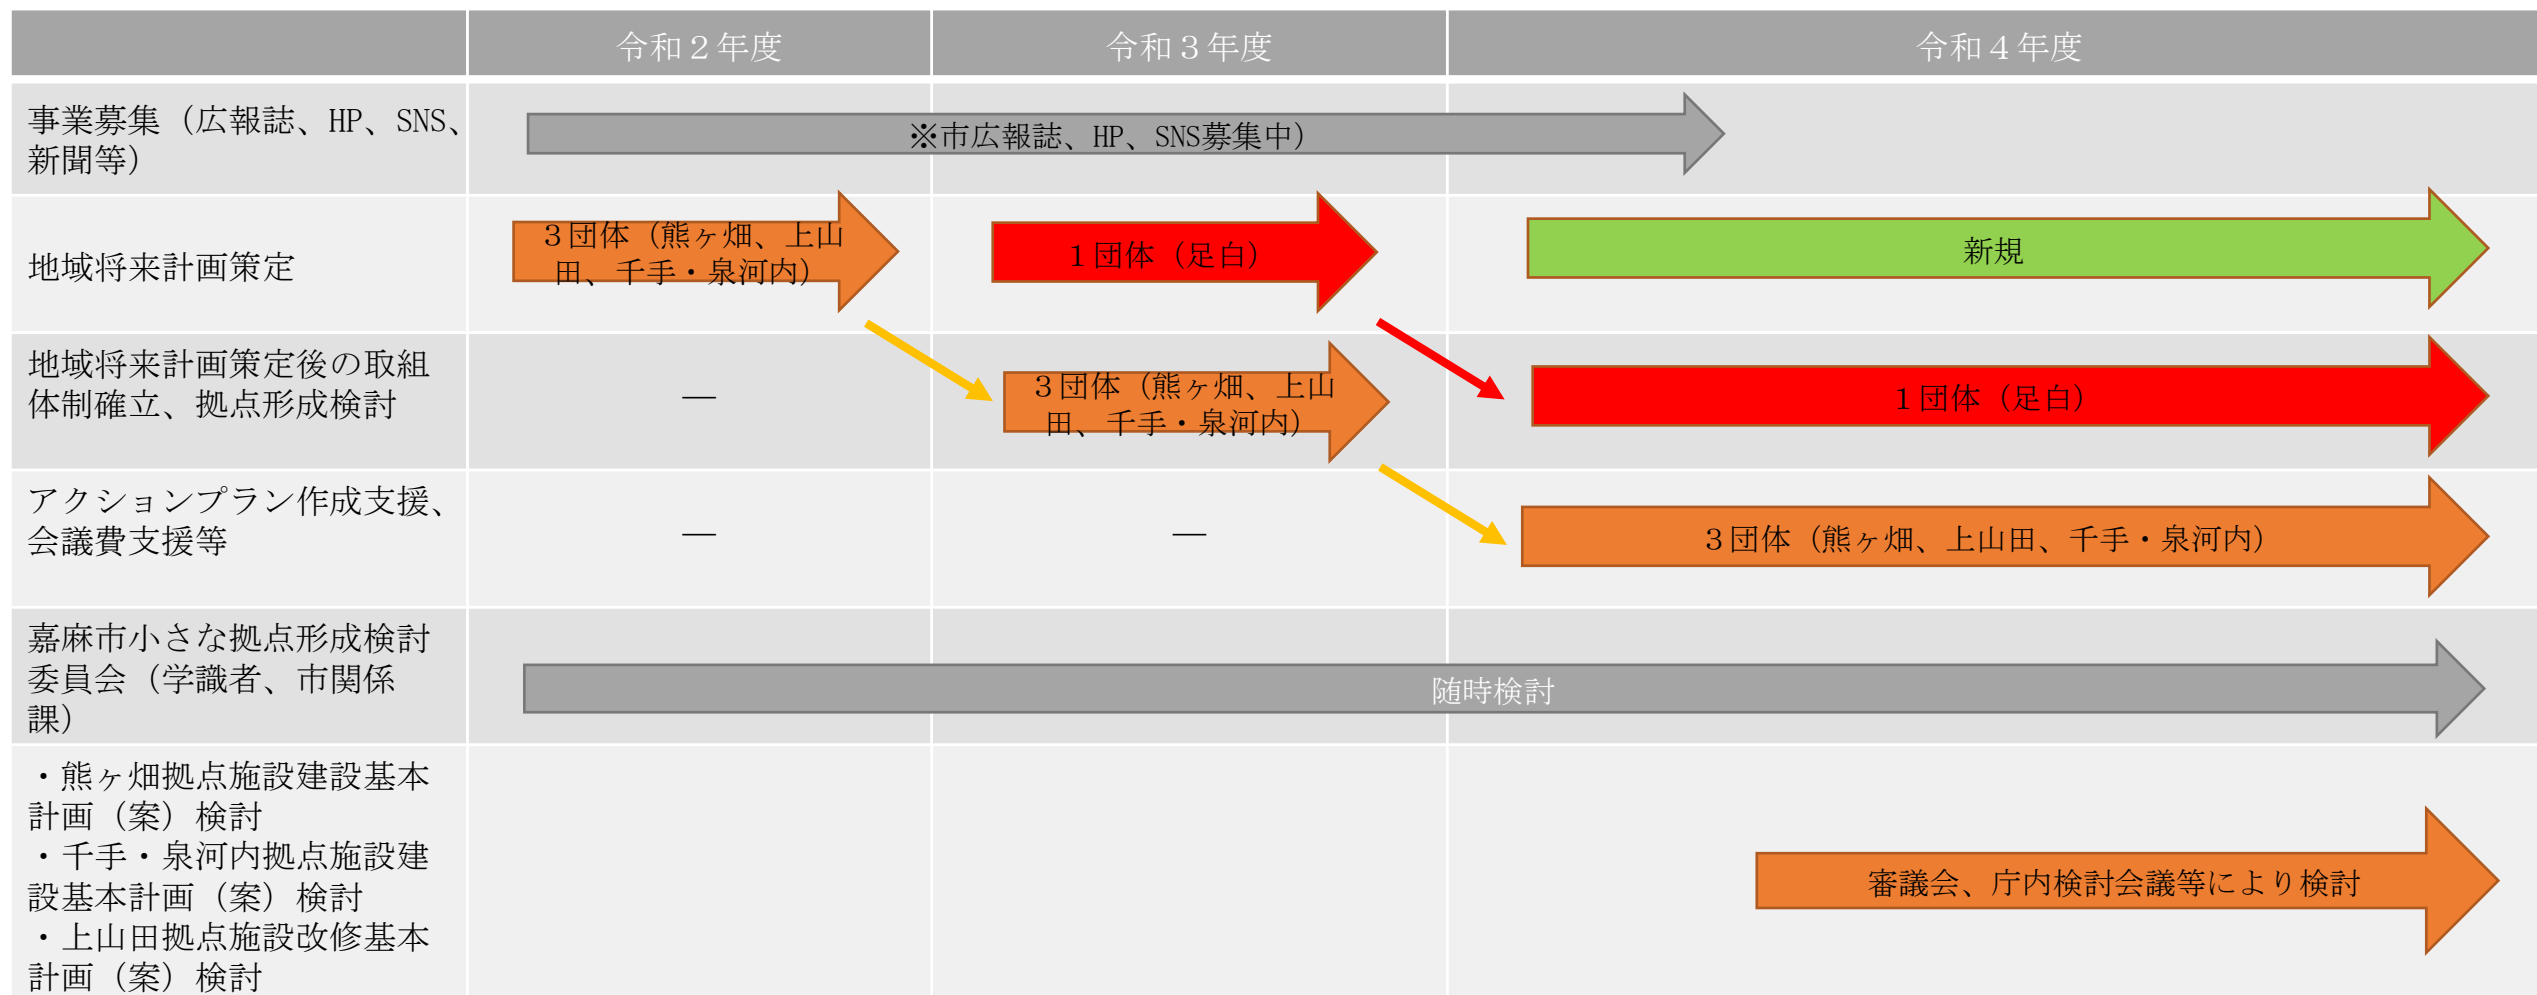 令和２年度
令和３年度
令和４年度
事業募集（広報誌、HP、SNS、
新聞等）
※市広報誌、HP、SNS募集中）
地域将来計画策定
３団体（熊ヶ畑、上山
田、千手・泉河内）
１団体（足白）
新規
地域将来計画策定後の取組
体制確立、拠点形成検討
―
３団体（熊ヶ畑、上山
田、千手・泉河内）
１団体（足白）
アクションプラン作成支援、
会議費支援等
―
―
３団体（熊ヶ畑、上山田、千手・泉河内）
嘉麻市小さな拠点形成検討
委員会（学識者、市関係
課）
随時検討
・熊ヶ畑拠点施設建設基本
計画（案）検討
・千手・泉河内拠点施設建
設基本計画（案）検討
・上山田拠点施設改修基本
計画（案）検討
審議会、庁内検討会議等により検討